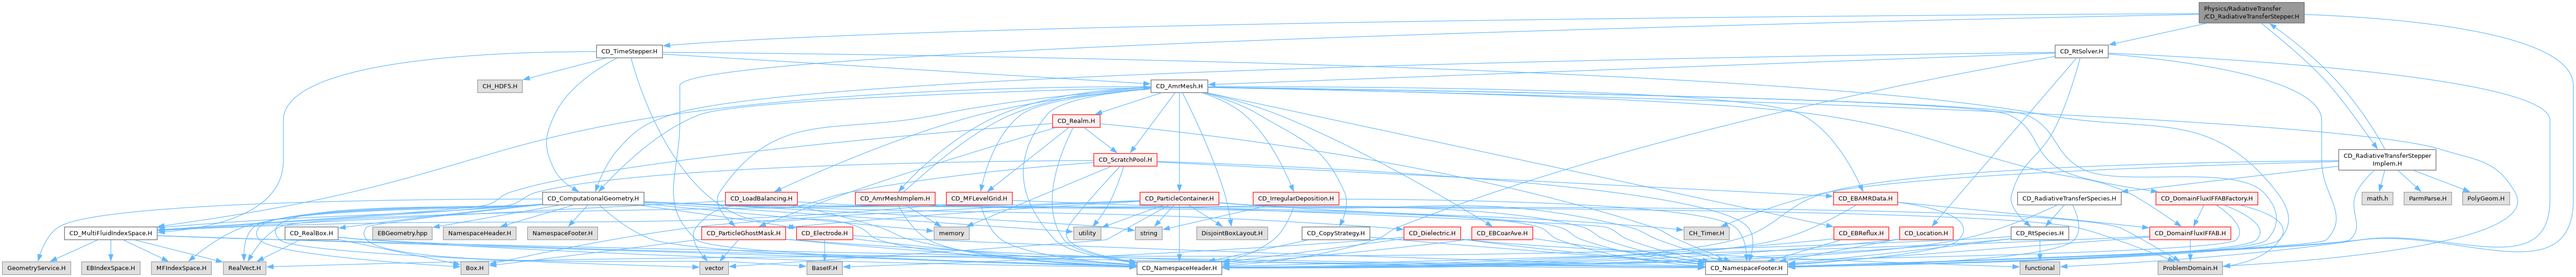 Physics/RadiativeTransfer
/CD_RadiativeTransferStepper.H
CD_TimeStepper.H
CD_RtSolver.H
CH_HDF5.H
CD_AmrMesh.H
CD_Realm.H
CD_ScratchPool.H
CD_RadiativeTransferStepper
Implem.H
CD_ComputationalGeometry.H
CD_LoadBalancing.H
CD_AmrMeshImplem.H
CD_MFLevelGrid.H
CD_ParticleContainer.H
CD_IrregularDeposition.H
CD_EBAMRData.H
CD_RadiativeTransferSpecies.H
CD_DomainFluxIFFABFactory.H
math.h
ParmParse.H
PolyGeom.H
CD_MultiFluidIndexSpace.H
CD_RealBox.H
EBGeometry.hpp
NamespaceHeader.H
NamespaceFooter.H
CD_ParticleGhostMask.H
CD_Electrode.H
memory
utility
string
DisjointBoxLayout.H
CD_CopyStrategy.H
CD_Dielectric.H
CD_EBCoarAve.H
CH_Timer.H
CD_EBReflux.H
CD_Location.H
CD_RtSpecies.H
CD_DomainFluxIFFAB.H
GeometryService.H
EBIndexSpace.H
MFIndexSpace.H
RealVect.H
Box.H
vector
BaseIF.H
CD_NamespaceHeader.H
CD_NamespaceFooter.H
functional
ProblemDomain.H